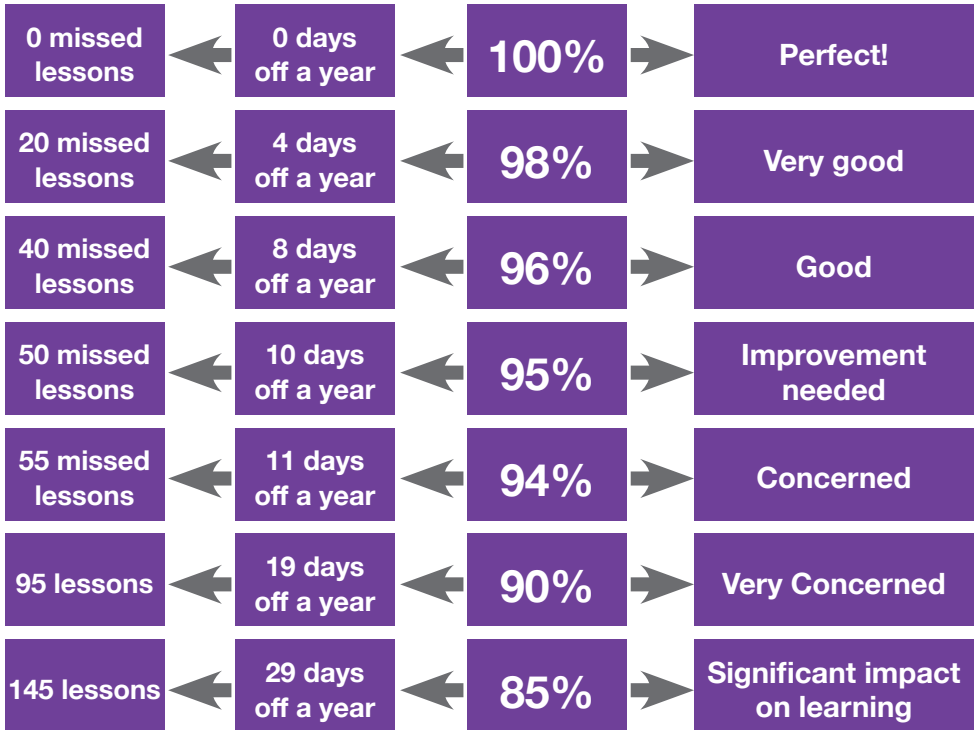 0 missed
lessons
0 days
off a year
100%
Perfect!
20 missed
lessons
4 days
off a year
98%
Very good
40 missed
lessons
8 days
off a year
96%
Good
50 missed
lessons
10 days
off a year
95%
Improvement
needed
55 missed
lessons
11 days
off a year
94%
Concerned
95 lessons
19 days
off a year
90%
Very Concerned
145 lessons
29 days
off a year
85%
Significant impact
on learning